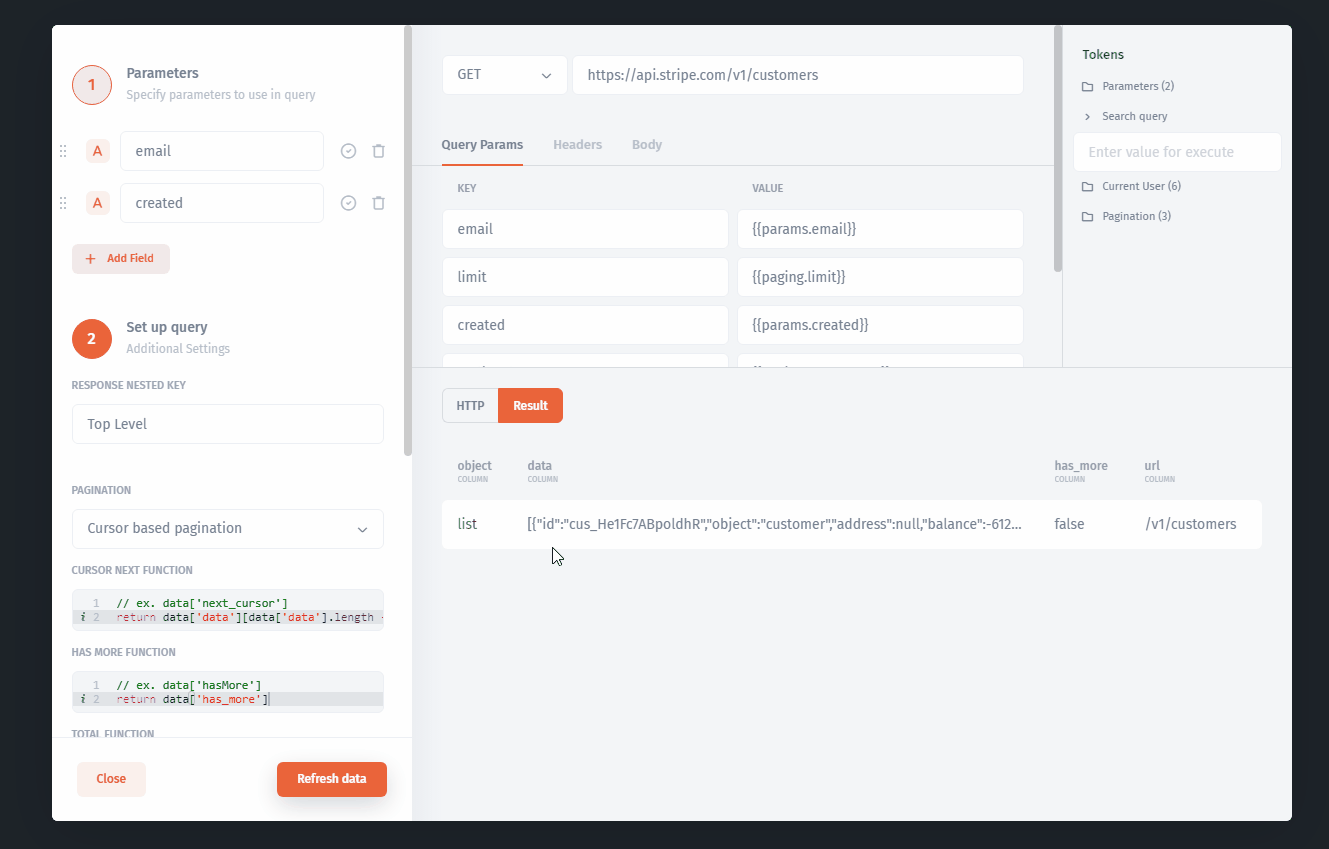 1
Parameters
Specify parameters to use in query
A
email
A
created
+ Add Field
2
Set up query
Additional Settings
RESPONSE NESTED KEY
Top Level
PAGINATION
Cursor based pagination
CURSOR NEXT FUNCTION
1 // ex. data['next_cursor']
i 2 return data['data'][data['data'].length
HAS MORE FUNCTION
1 // ex. data['hasMore']
i 2 return data['has_more']
TOTAL FUNCTION
Close
Refresh data
GET
https://api.stripe.com/v1/customers
Query Params Headers Body
KEY VALUE
email {{params.email}}
limit {{paging.limit}}
created {{params.created}}
HTTP Result
object data has_more url
COLUMN COLUMN COLUMN COLUMN
list [{"id":"cus_He1Fc7ABpoldhR","object":"customer","address":null,"balance":-612... false /v1/customers
Tokens
Parameters (2)
Search query
Enter value for execute
Current User (6)
Pagination (3)